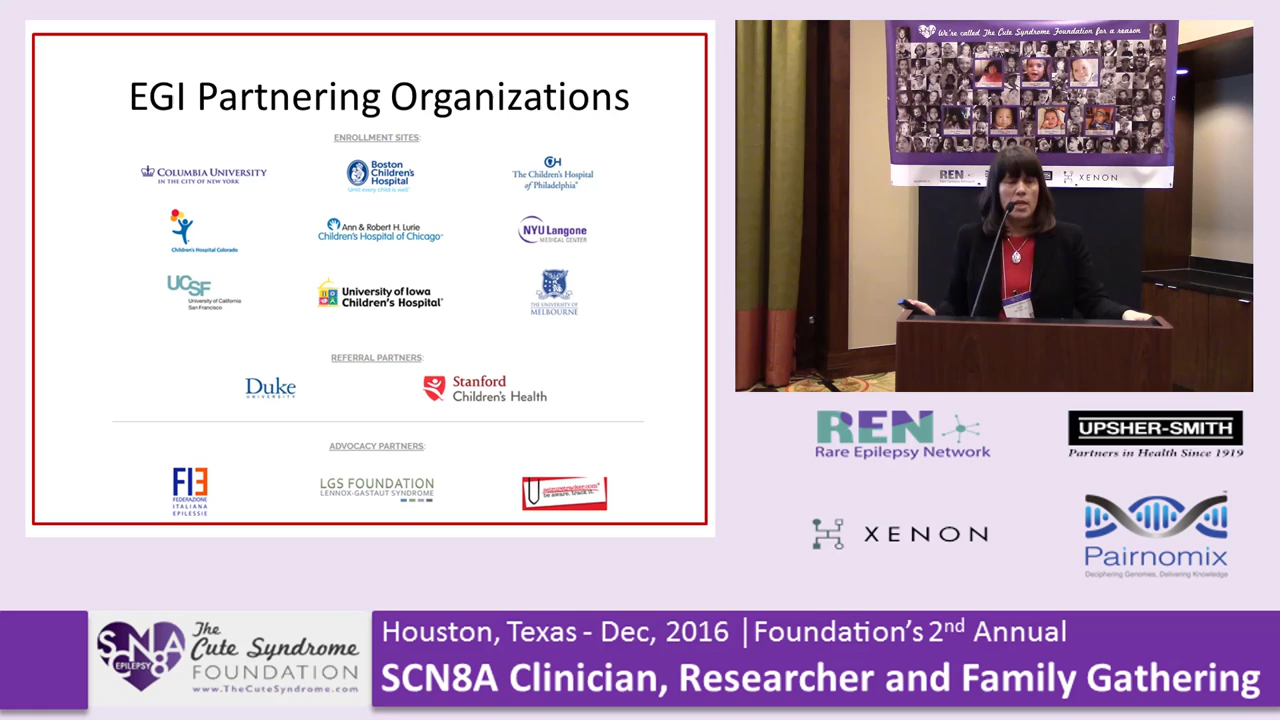 EGI Partnering Organizations
ENROLLMENT SITES:
COLUMBIA UNIVERSITY
IN THE CITY OF NEW YORK
Boston
Children's
Hospital
Until every child is well
The Children's Hospital
of Philadelphia
Children's Hospital Colorado
Ann & Robert H. Lurie
Children's Hospital of Chicago
NYU Langone
MEDICAL CENTER
UCSF
University of California
San Francisco
University of Iowa
Children's Hospital
THE UNIVERSITY OF
MELBOURNE
REFERRAL PARTNERS:
Duke
UNIVERSITY
Stanford
Children's Health
ADVOCACY PARTNERS:
FIE
FEDERAZIONE
ITALIANA
EPILESSIE
LGS FOUNDATION
LENNOX-GASTAUT SYNDROME
be aware. track it.
We're called The Cute Syndrome Foundation for a reason
REN
XENON
REN
Rare Epilepsy Network
UPSHER-SMITH
Partners in Health Since 1919
XENON
Pairnomix
Deciphering Genomes, Delivering Knowledge
SCN8A
EPILEPSY
The
Cute Syndrome
FOUNDATION
www.TheCuteSyndrome.com
Houston, Texas - Dec, 2016 | Foundation's 2nd Annual
SCN8A Clinician, Researcher and Family Gathering